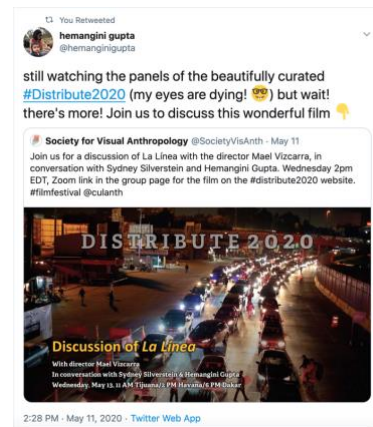 You Retweeted
hemangini gupta
@hemanginigupta
still watching the panels of the beautifully curated
#Distribute2020 (my eyes are dying! 🤓) but wait!
there's more! Join us to discuss this wonderful film 👇
Society for Visual Anthropology @SocietyVisAnth · May 11
Join us for a discussion of La Línea with the director Mael Vizcarra, in
conversation with Sydney Silverstein and Hemangini Gupta. Wednesday 2pm
EDT, Zoom link in the group page for the film on the #distribute2020 website.
#filmfestival @culanth
DISTRIBUTE 2020
Discussion of La Línea
With director Mael Vizcarra
In conversation with Sydney Silverstein & Hemangini Gupta
Wednesday, May 13, 11 AM Tijuana/2 PM Havana/6 PM Dakar
2:28 PM · May 11, 2020 · Twitter Web App